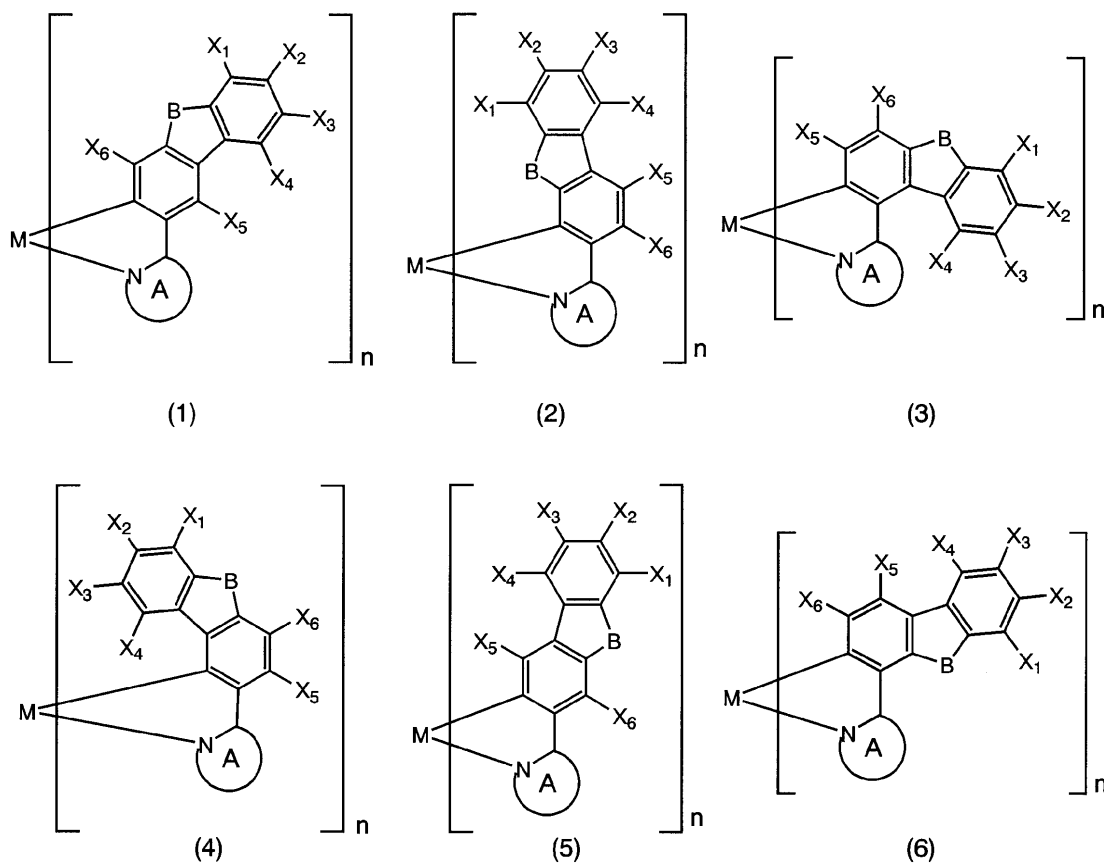 X₁ X₂
B X₃
X₆ X₄
X₅
M
N A
n
(1)
X₂ X₃
X₁ X₄
B X₅
X₆
M
N A
n
(2)
X₆
X₅ B X₁
X₂
M
N A X₄ X₃
n
(3)
X₂ X₁
X₃ B
X₄ X₆
X₅
M
N A
n
(4)
X₃ X₂
X₄ X₁
X₅ B
X₆
M
N A
n
(5)
X₅ X₄ X₃
X₆ X₂
B X₁
M
N A
n
(6)